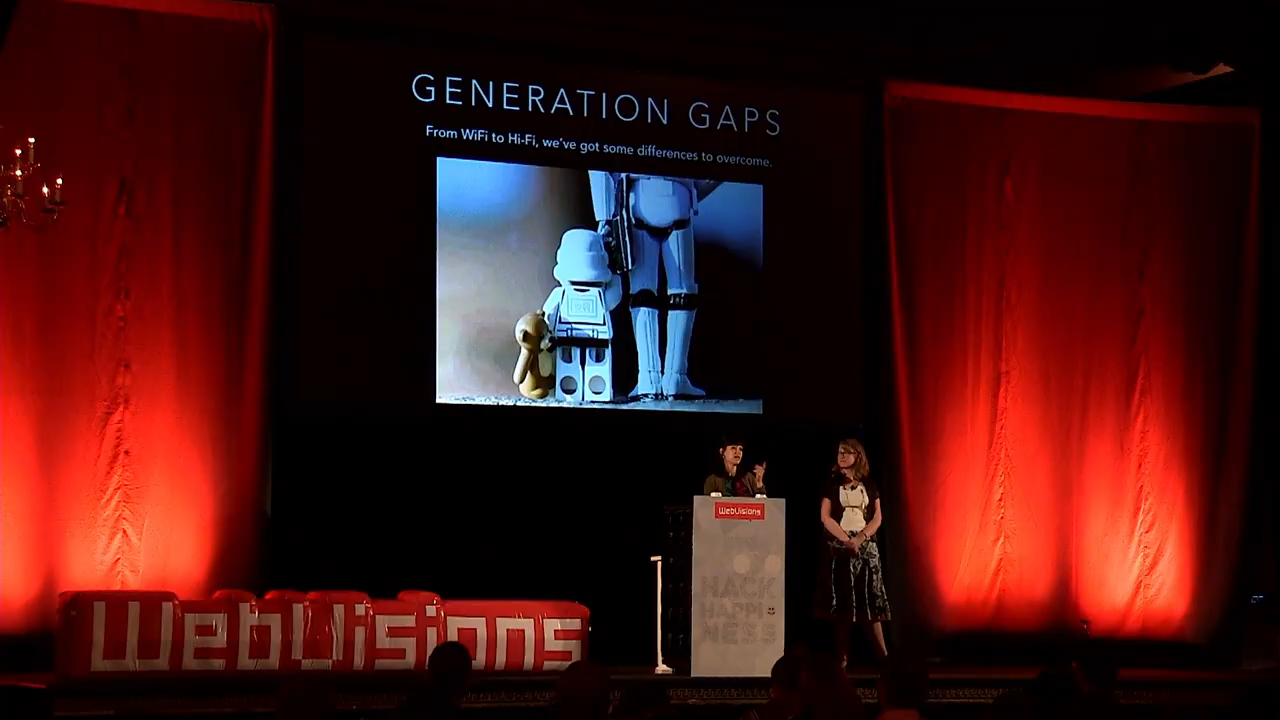 GENERATION GAPS
From WiFi to Hi-Fi, we've got some differences to overcome.
WebVisions
HACK
HAPPI
NESS
WebVisions